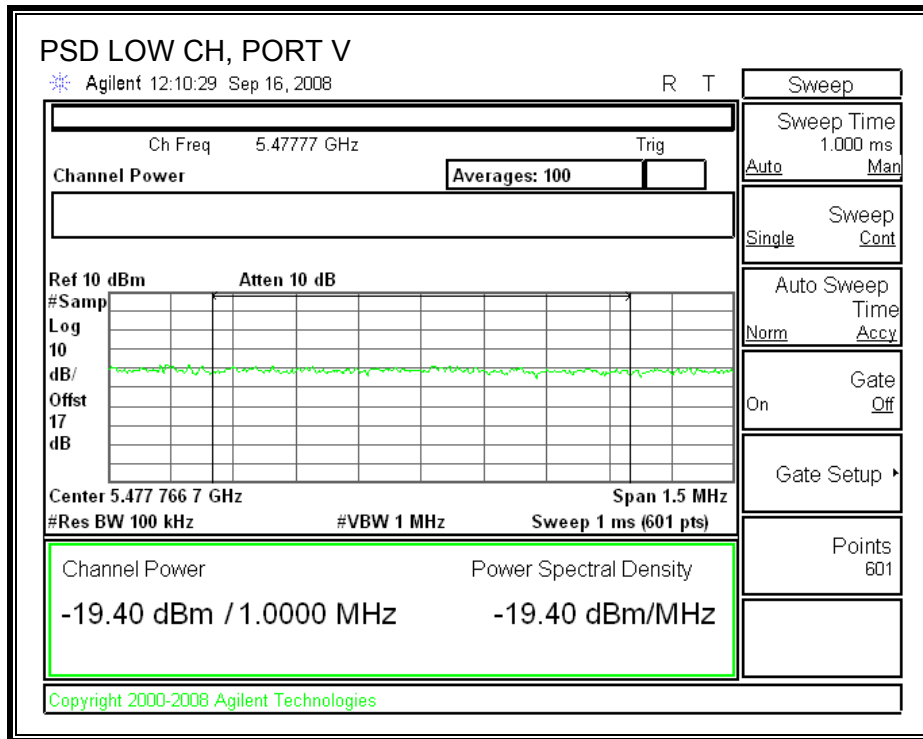 PSD LOW CH, PORT V
Agilent 12:10:29 Sep 16, 2008 R T
Ch Freq 5.47777 GHz Trig
Channel Power Averages: 100
Ref 10 dBm Atten 10 dB
#Samp
Log
10
dB/
Offst
17
dB
Center 5.477 766 7 GHz Span 1.5 MHz
#Res BW 100 kHz #VBW 1 MHz Sweep 1 ms (601 pts)
Channel Power Power Spectral Density
-19.40 dBm / 1.0000 MHz -19.40 dBm/MHz
Copyright 2000-2008 Agilent Technologies
Sweep
Sweep Time
1.000 ms
Auto Man
Sweep
Single Cont
Auto Sweep
Time
Norm Accy
Gate
On Off
Gate Setup
Points
601